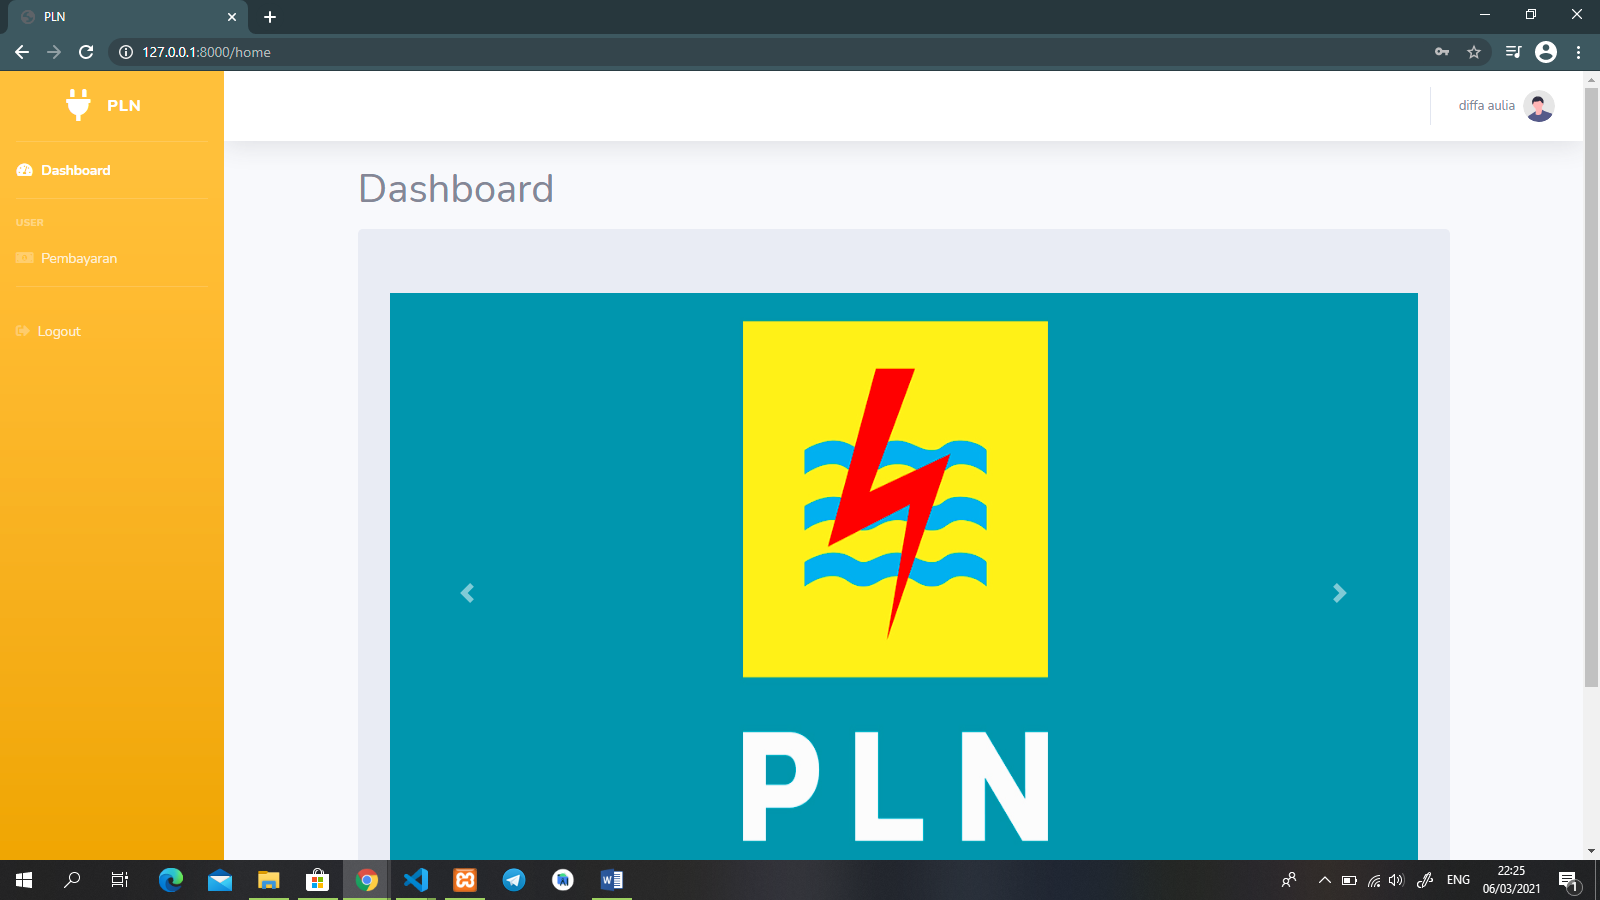 PLN
127.0.0.1:8000/home
PLN
diffa aulia
Dashboard
Dashboard
USER
Pembayaran
Logout
PLN
ENG
22:25
06/03/2021
1